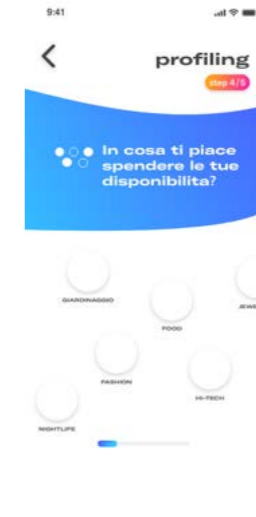 9:41
profiling
step 4/5
In cosa ti piace
spendere le tue
disponibilita?
GIARDINAGGIO
FOOD
JEWE
FASHION
HI-TECH
NIGHTLIFE